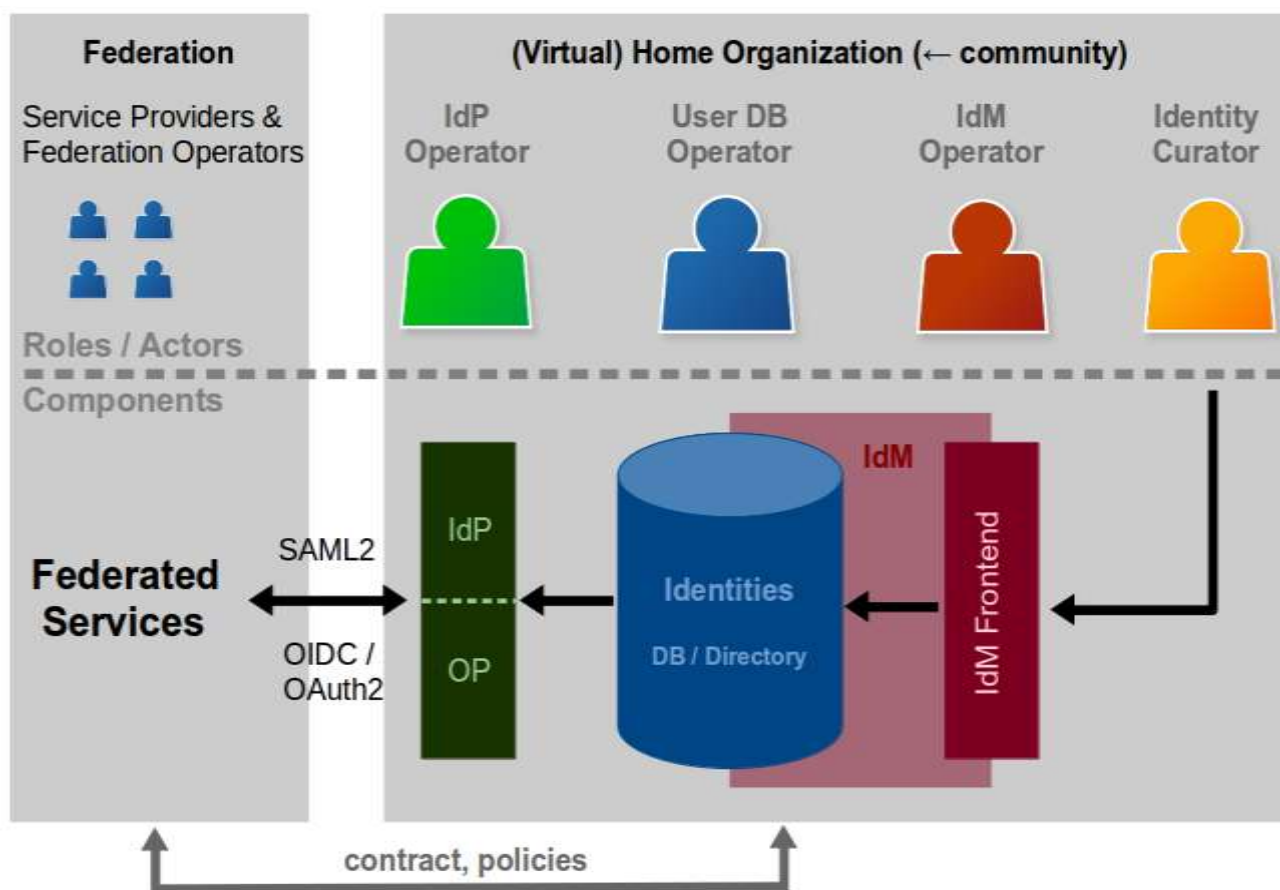 Federation
Service Providers &
Federation Operators
(Virtual) Home Organization (← community)
IdP
Operator
User DB
Operator
IdM
Operator
Identity
Curator
Roles / Actors
Components
Federated
Services
SAML2
OIDC /
OAuth2
IdP
OP
Identities
DB / Directory
IdM
IdM Frontend
contract, policies